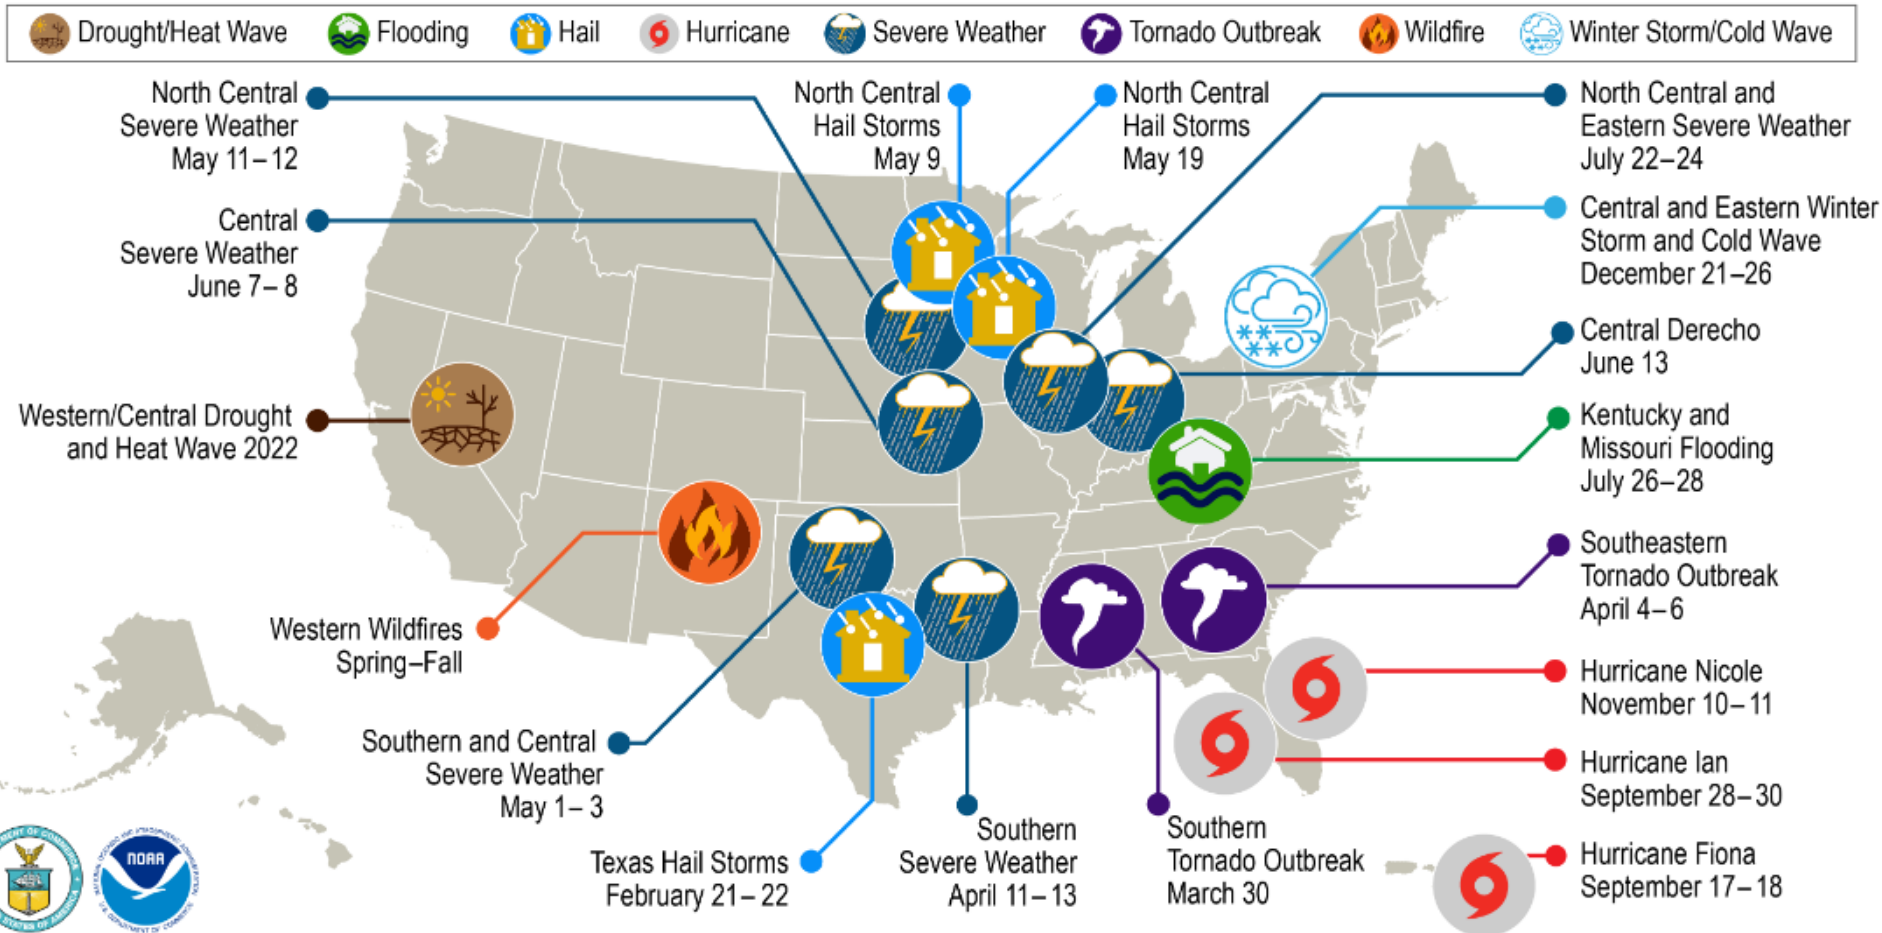 Drought/Heat Wave Flooding Hail Hurricane Severe Weather Tornado Outbreak Wildfire Winter Storm/Cold Wave
North Central
Severe Weather
May 11–12
North Central
Hail Storms
May 9
North Central
Hail Storms
May 19
North Central and
Eastern Severe Weather
July 22–24
Central
Severe Weather
June 7–8
Central and Eastern Winter
Storm and Cold Wave
December 21–26
Central Derecho
June 13
Western/Central Drought
and Heat Wave 2022
Kentucky and
Missouri Flooding
July 26–28
Southeastern
Tornado Outbreak
April 4–6
Western Wildfires
Spring–Fall
Hurricane Nicole
November 10–11
Southern and Central
Severe Weather
May 1–3
Hurricane Ian
September 28–30
Texas Hail Storms
February 21–22
Southern
Severe Weather
April 11–13
Southern
Tornado Outbreak
March 30
Hurricane Fiona
September 17–18
NOAA